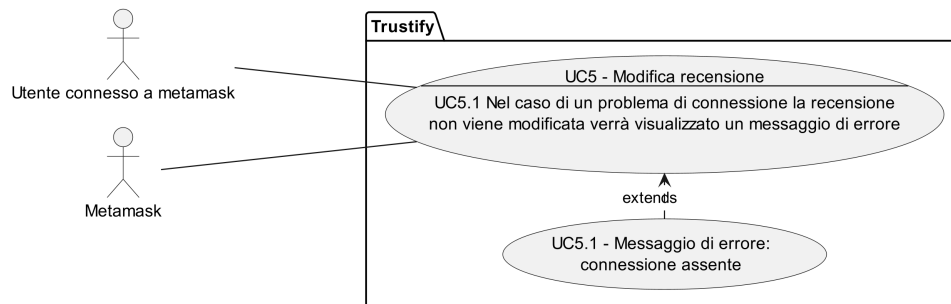 Trustify
Utente connesso a metamask
Metamask
UC5 - Modifica recensione
UC5.1 Nel caso di un problema di connessione la recensione
non viene modificata verrà visualizzato un messaggio di errore
extends
UC5.1 - Messaggio di errore:
connessione assente